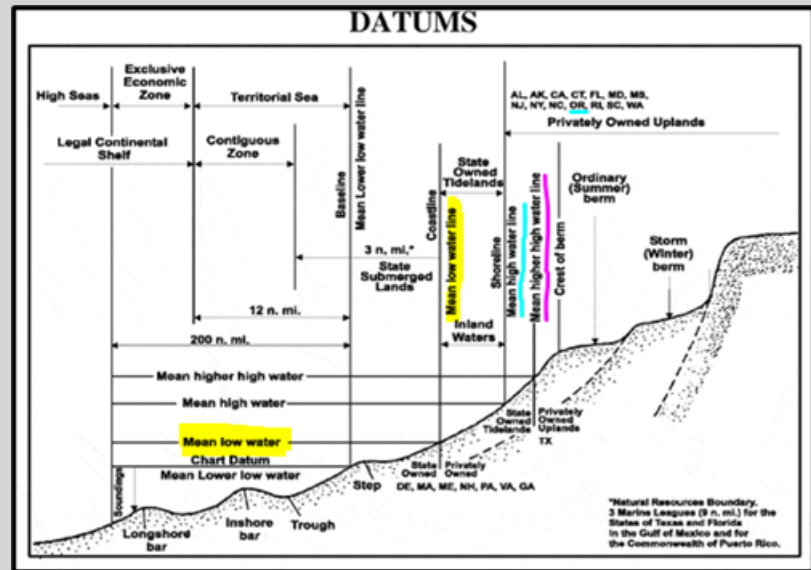 DATUMS
High Seas
Exclusive
Economic
Zone
Territorial Sea
Legal Continental
Shelf
Contiguous
Zone
Baseline
Mean Lower low water line
AL, AK, CA, CT, FL, MD, MS,
NJ, NY, NC, OR, RI, SC, WA
Privately Owned Uplands
State
Owned
Tidelands
Coastline
Mean low water line
Shoreline
Mean high water line
Mean higher high water line
Crest of berm
Ordinary
(Summer)
berm
Storm
(Winter)
berm
3 n. mi.*
State
Submerged
Lands
12 n. mi.
200 n. mi.
Inland
Waters
Mean higher high water
Mean high water
Mean low water
Chart Datum
Mean Lower low water
Soundings
State
Owned
Tidelands
Privately
Owned
Uplands
TX
State
Owned
Privately
Owned
DE, MA, ME, NH, PA, VA, GA
Step
Trough
Inshore
bar
Longshore
bar
*Natural Resources Boundary.
3 Marine Leagues (9 n. mi.) for the
States of Texas and Florida
in the Gulf of Mexico and for
the Commonwealth of Puerto Rico.